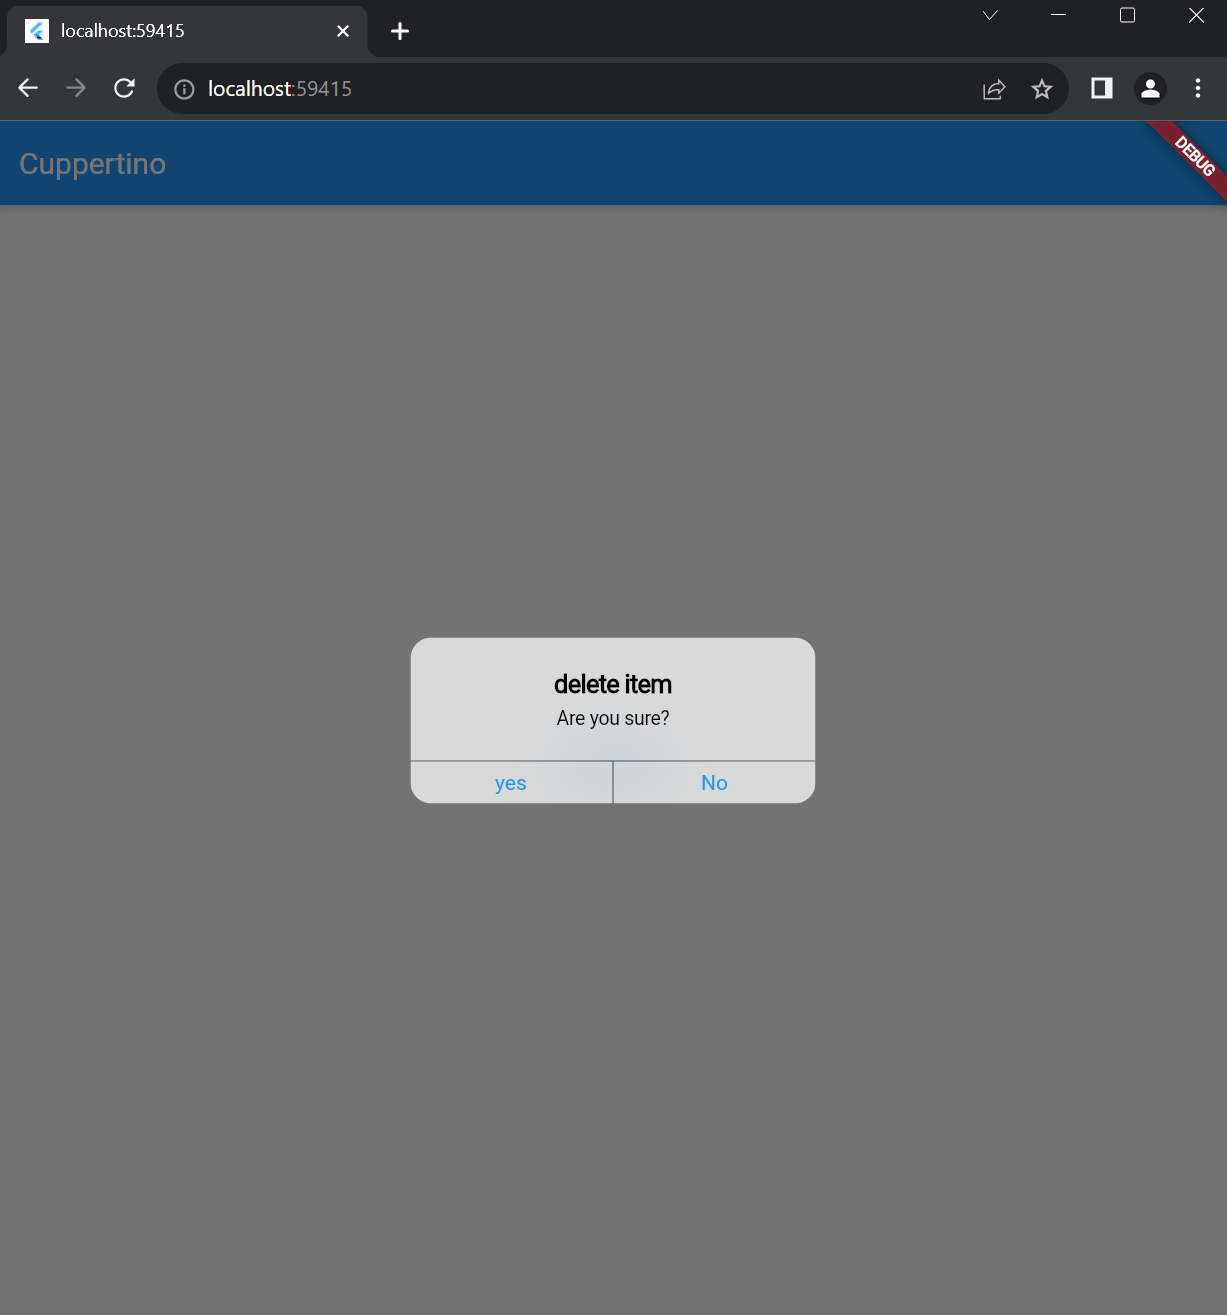 localhost:59415
localhost:59415
Cuppertino
DEBUG
delete item
Are you sure?
yes
No